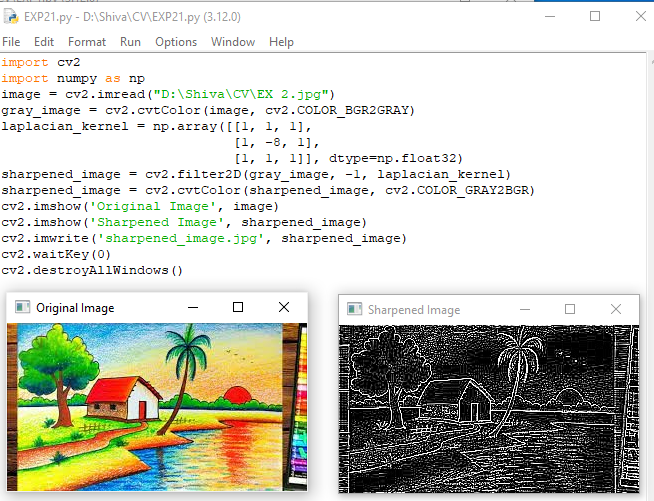 EXP21.py - D:\Shiva\CV\EXP21.py (3.12.0)
File Edit Format Run Options Window Help
import cv2
import numpy as np
image = cv2.imread("D:\Shiva\CV\EX 2.jpg")
gray_image = cv2.cvtColor(image, cv2.COLOR_BGR2GRAY)
laplacian_kernel = np.array([[1, 1, 1],
                             [1, -8, 1],
                             [1, 1, 1]], dtype=np.float32)
sharpened_image = cv2.filter2D(gray_image, -1, laplacian_kernel)
sharpened_image = cv2.cvtColor(sharpened_image, cv2.COLOR_GRAY2BGR)
cv2.imshow('Original Image', image)
cv2.imshow('Sharpened Image', sharpened_image)
cv2.imwrite('sharpened_image.jpg', sharpened_image)
cv2.waitKey(0)
cv2.destroyAllWindows()
Original Image
Sharpened Image